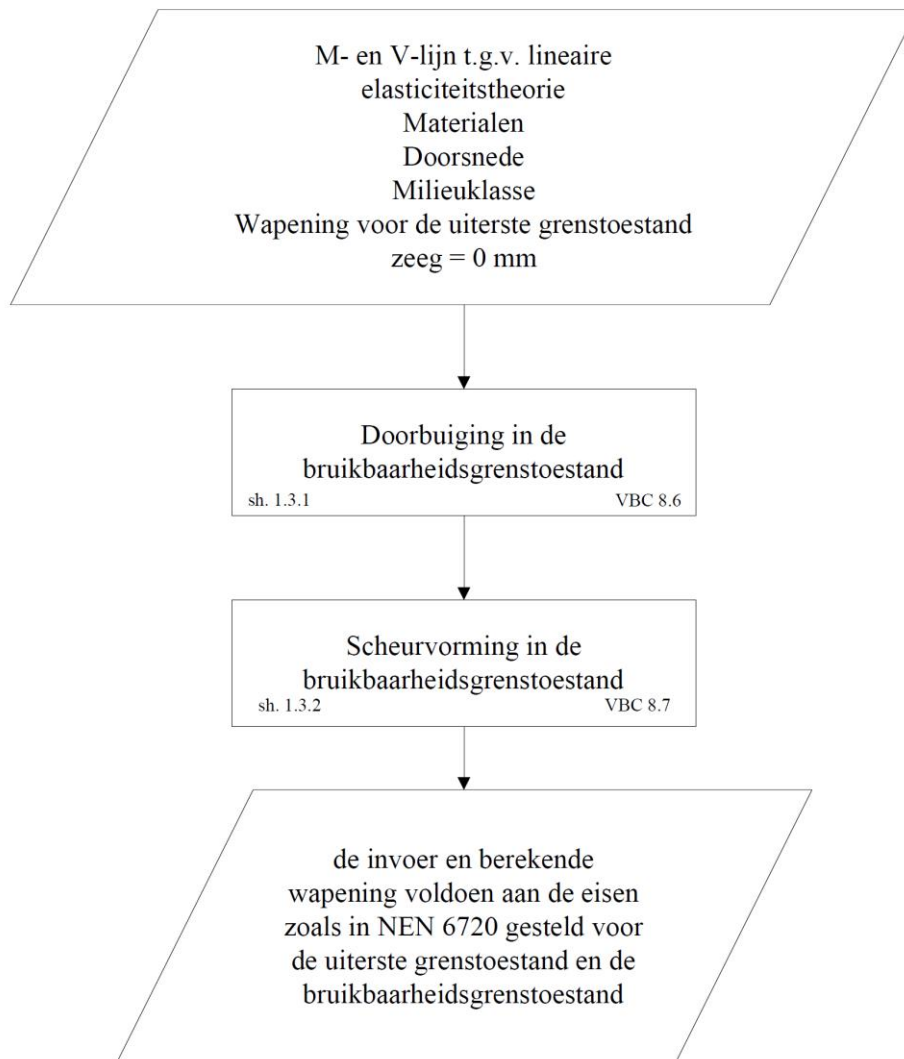 M- en V-lijn t.g.v. lineaire
elasticiteitstheorie
Materialen
Doorsnede
Milieuklasse
Wapening voor de uiterste grenstoestand
zeeg = 0 mm
Doorbuiging in de
bruikbaarheidsgrenstoestand
sh. 1.3.1 VBC 8.6
Scheurvorming in de
bruikbaarheidsgrenstoestand
sh. 1.3.2 VBC 8.7
de invoer en berekende
wapening voldoen aan de eisen
zoals in NEN 6720 gesteld voor
de uiterste grenstoestand en de
bruikbaarheidsgrenstoestand